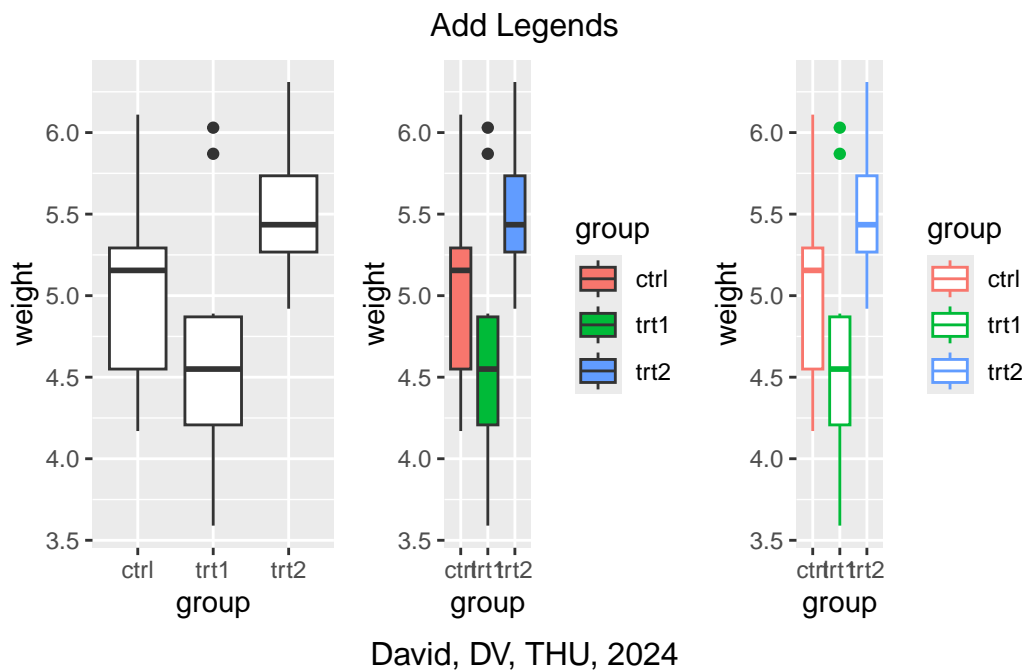 Add Legends
weight
6.0
5.5
5.0
4.5
4.0
3.5
ctrl trt1 trt2
group
weight
6.0
5.5
5.0
4.5
4.0
3.5
ctrl trt1 trt2
group
group
ctrl
trt1
trt2
weight
6.0
5.5
5.0
4.5
4.0
3.5
ctrl trt1 trt2
group
group
ctrl
trt1
trt2
David, DV, THU, 2024